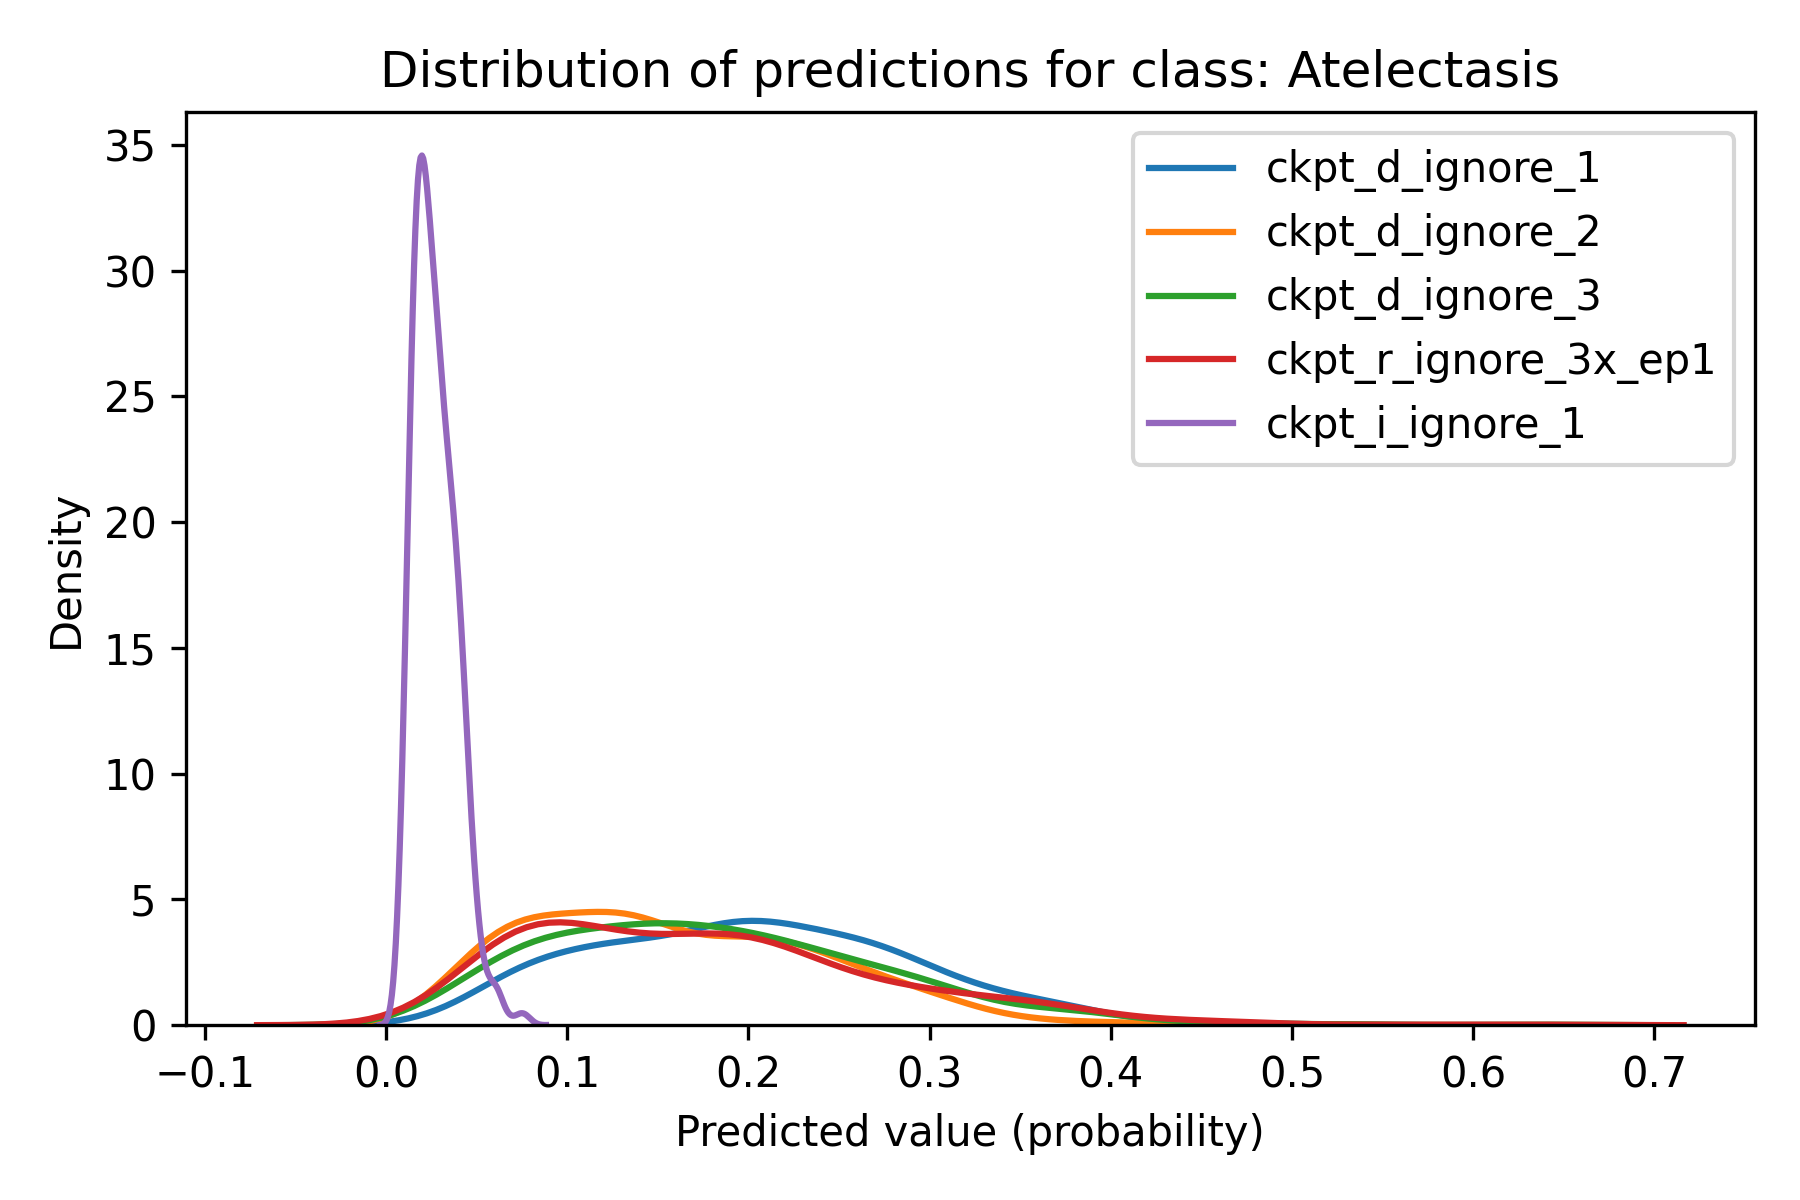 Distribution of predictions for class: Atelectasis
35
30
25
20
15
10
5
0
Density
ckpt_d_ignore_1
ckpt_d_ignore_2
ckpt_d_ignore_3
ckpt_r_ignore_3x_ep1
ckpt_i_ignore_1
−0.1 0.0 0.1 0.2 0.3 0.4 0.5 0.6 0.7
Predicted value (probability)